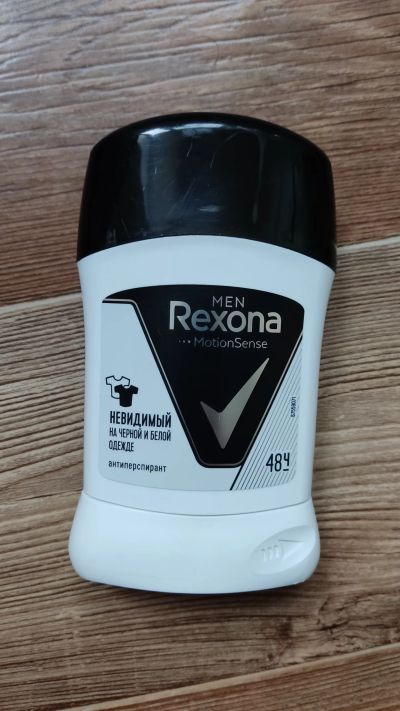 MEN
Rexona
MotionSense
НЕВИДИМЫЙ
НА ЧЕРНОЙ И БЕЛОЙ
ОДЕЖДЕ
антиперспирант
48Ч